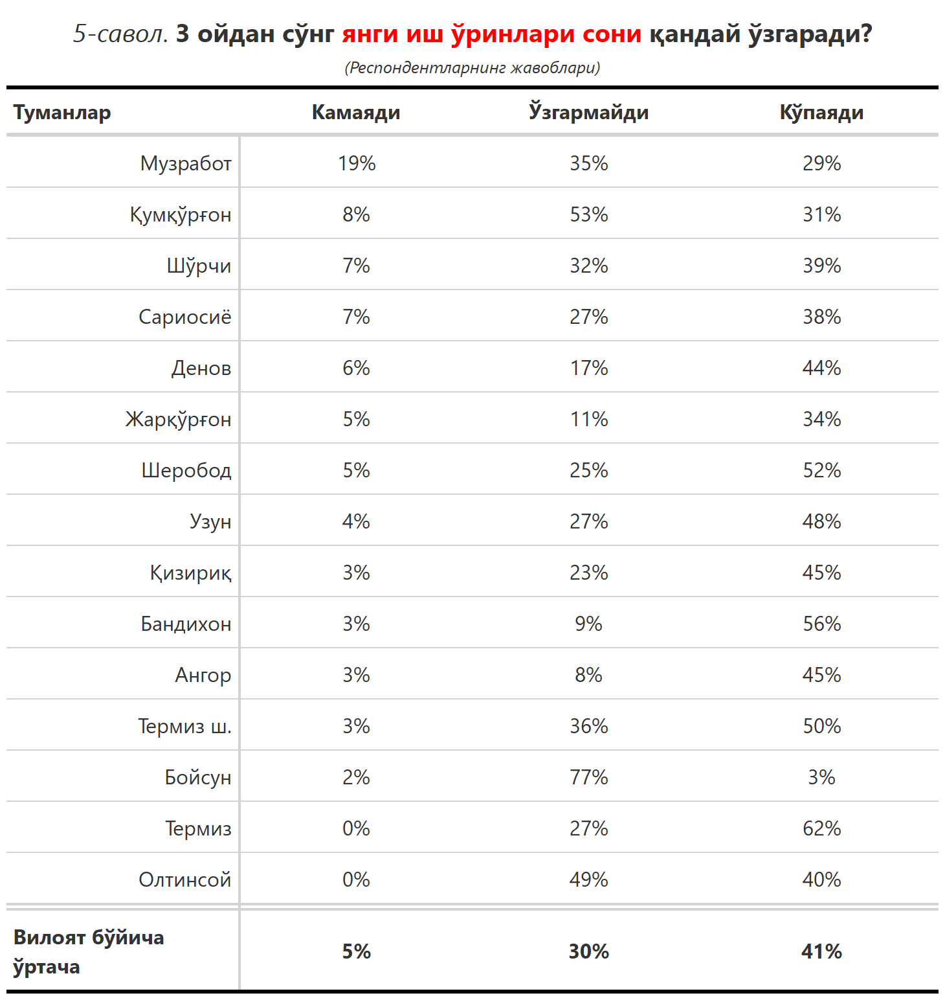 5-савол. 3 ойдан сўнг янги иш ўринлари сони қандай ўзгаради?
(Респондентларнинг жавоблари)
Туманлар Камаяди Ўзгармайди Кўпаяди
Музработ 19% 35% 29%
Қумқўрғон 8% 53% 31%
Шўрчи 7% 32% 39%
Сариосиё 7% 27% 38%
Денов 6% 17% 44%
Жарқўрғон 5% 11% 34%
Шеробод 5% 25% 52%
Узун 4% 27% 48%
Қизириқ 3% 23% 45%
Бандихон 3% 9% 56%
Ангор 3% 8% 45%
Термиз ш. 3% 36% 50%
Бойсун 2% 77% 3%
Термиз 0% 27% 62%
Олтинсой 0% 49% 40%
Вилоят бўйича
ўртача 5% 30% 41%